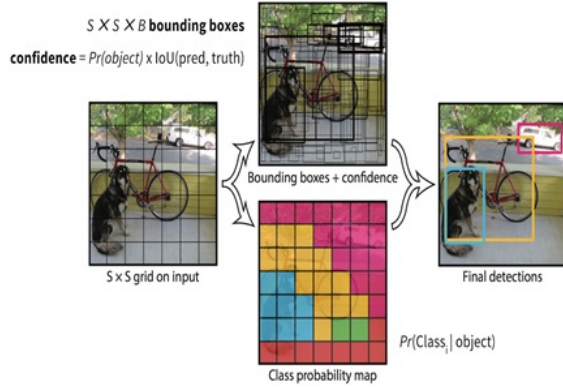 S × S × B bounding boxes
confidence = Pr(object) x IoU(pred, truth)
Bounding boxes + confidence
S × S grid on input
Final detections
Pr(Classᵢ | object)
Class probability map